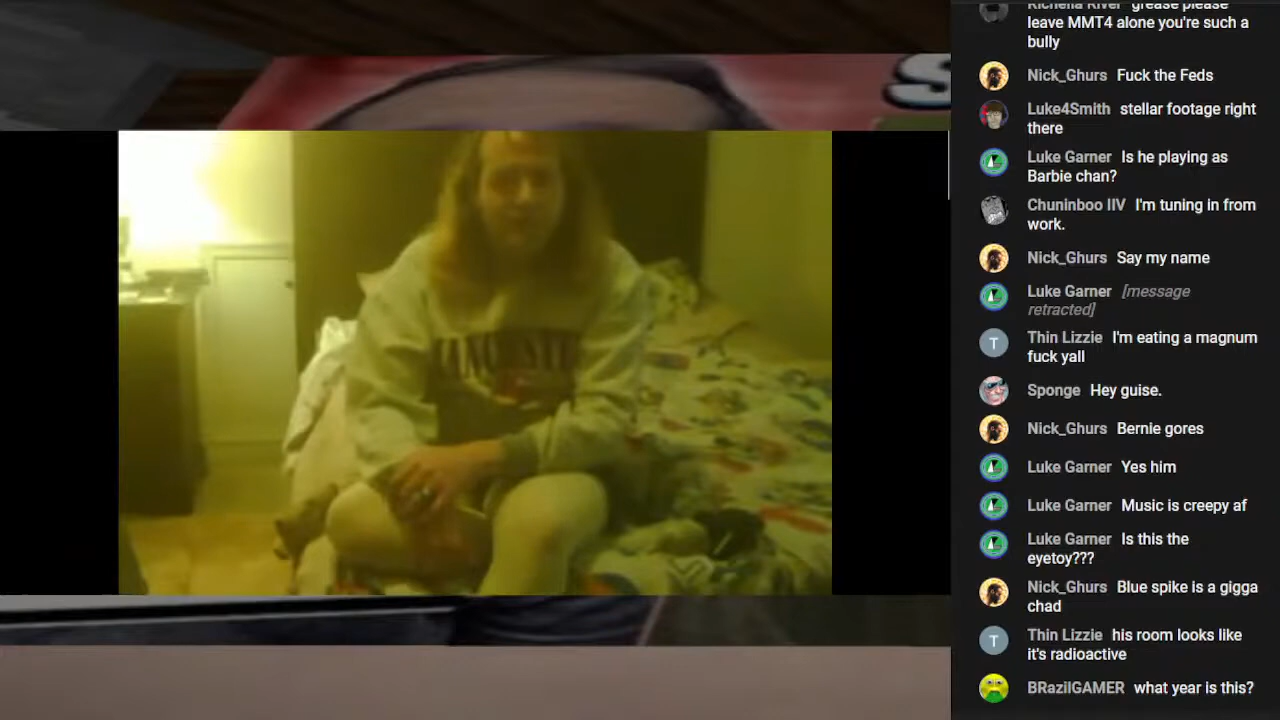 Richella River grease please
leave MMT4 alone you're such a
bully
Nick_Ghurs Fuck the Feds
Luke4Smith stellar footage right
there
Luke Garner Is he playing as
Barbie chan?
Chuninboo IIV I'm tuning in from
work.
Nick_Ghurs Say my name
Luke Garner [message
retracted]
T Thin Lizzie I'm eating a magnum
fuck yall
Sponge Hey guise.
Nick_Ghurs Bernie gores
Luke Garner Yes him
Luke Garner Music is creepy af
Luke Garner Is this the
eyetoy???
Nick_Ghurs Blue spike is a gigga
chad
T Thin Lizzie his room looks like
it's radioactive
BRazilGAMER what year is this?